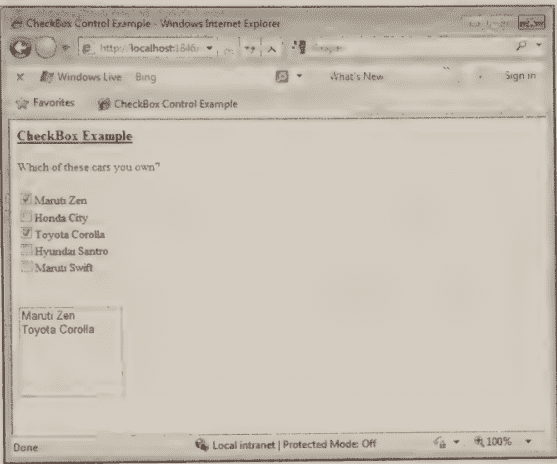 CheckBox Control Example - Windows Internet Explorer
http://localhost:1846
Windows Live Bing What's New Sign in
Favorites CheckBox Control Example
CheckBox Example
Which of these cars you own?
Maruti Zen
Honda City
Toyota Corolla
Hyundai Santro
Maruti Swift
Maruti Zen
Toyota Corolla
Done Local intranet | Protected Mode: Off 100%